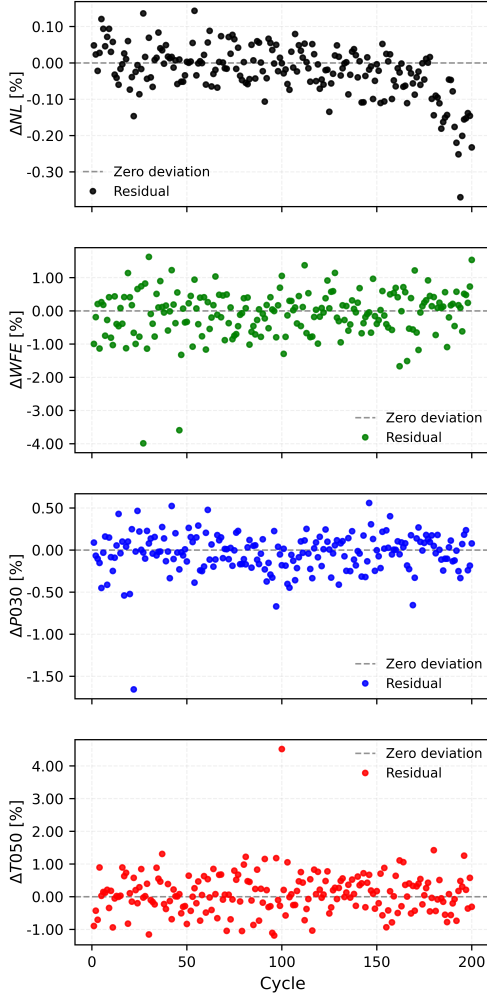 0.10
0.00
-0.10
-0.20
-0.30
ΔNL [%]
Zero deviation
Residual
1.00
0.00
-1.00
-2.00
-3.00
-4.00
ΔWFE [%]
Zero deviation
Residual
0.50
0.00
-0.50
-1.00
-1.50
ΔP030 [%]
Zero deviation
Residual
4.00
3.00
2.00
1.00
0.00
-1.00
ΔT050 [%]
Zero deviation
Residual
0 50 100 150 200
Cycle